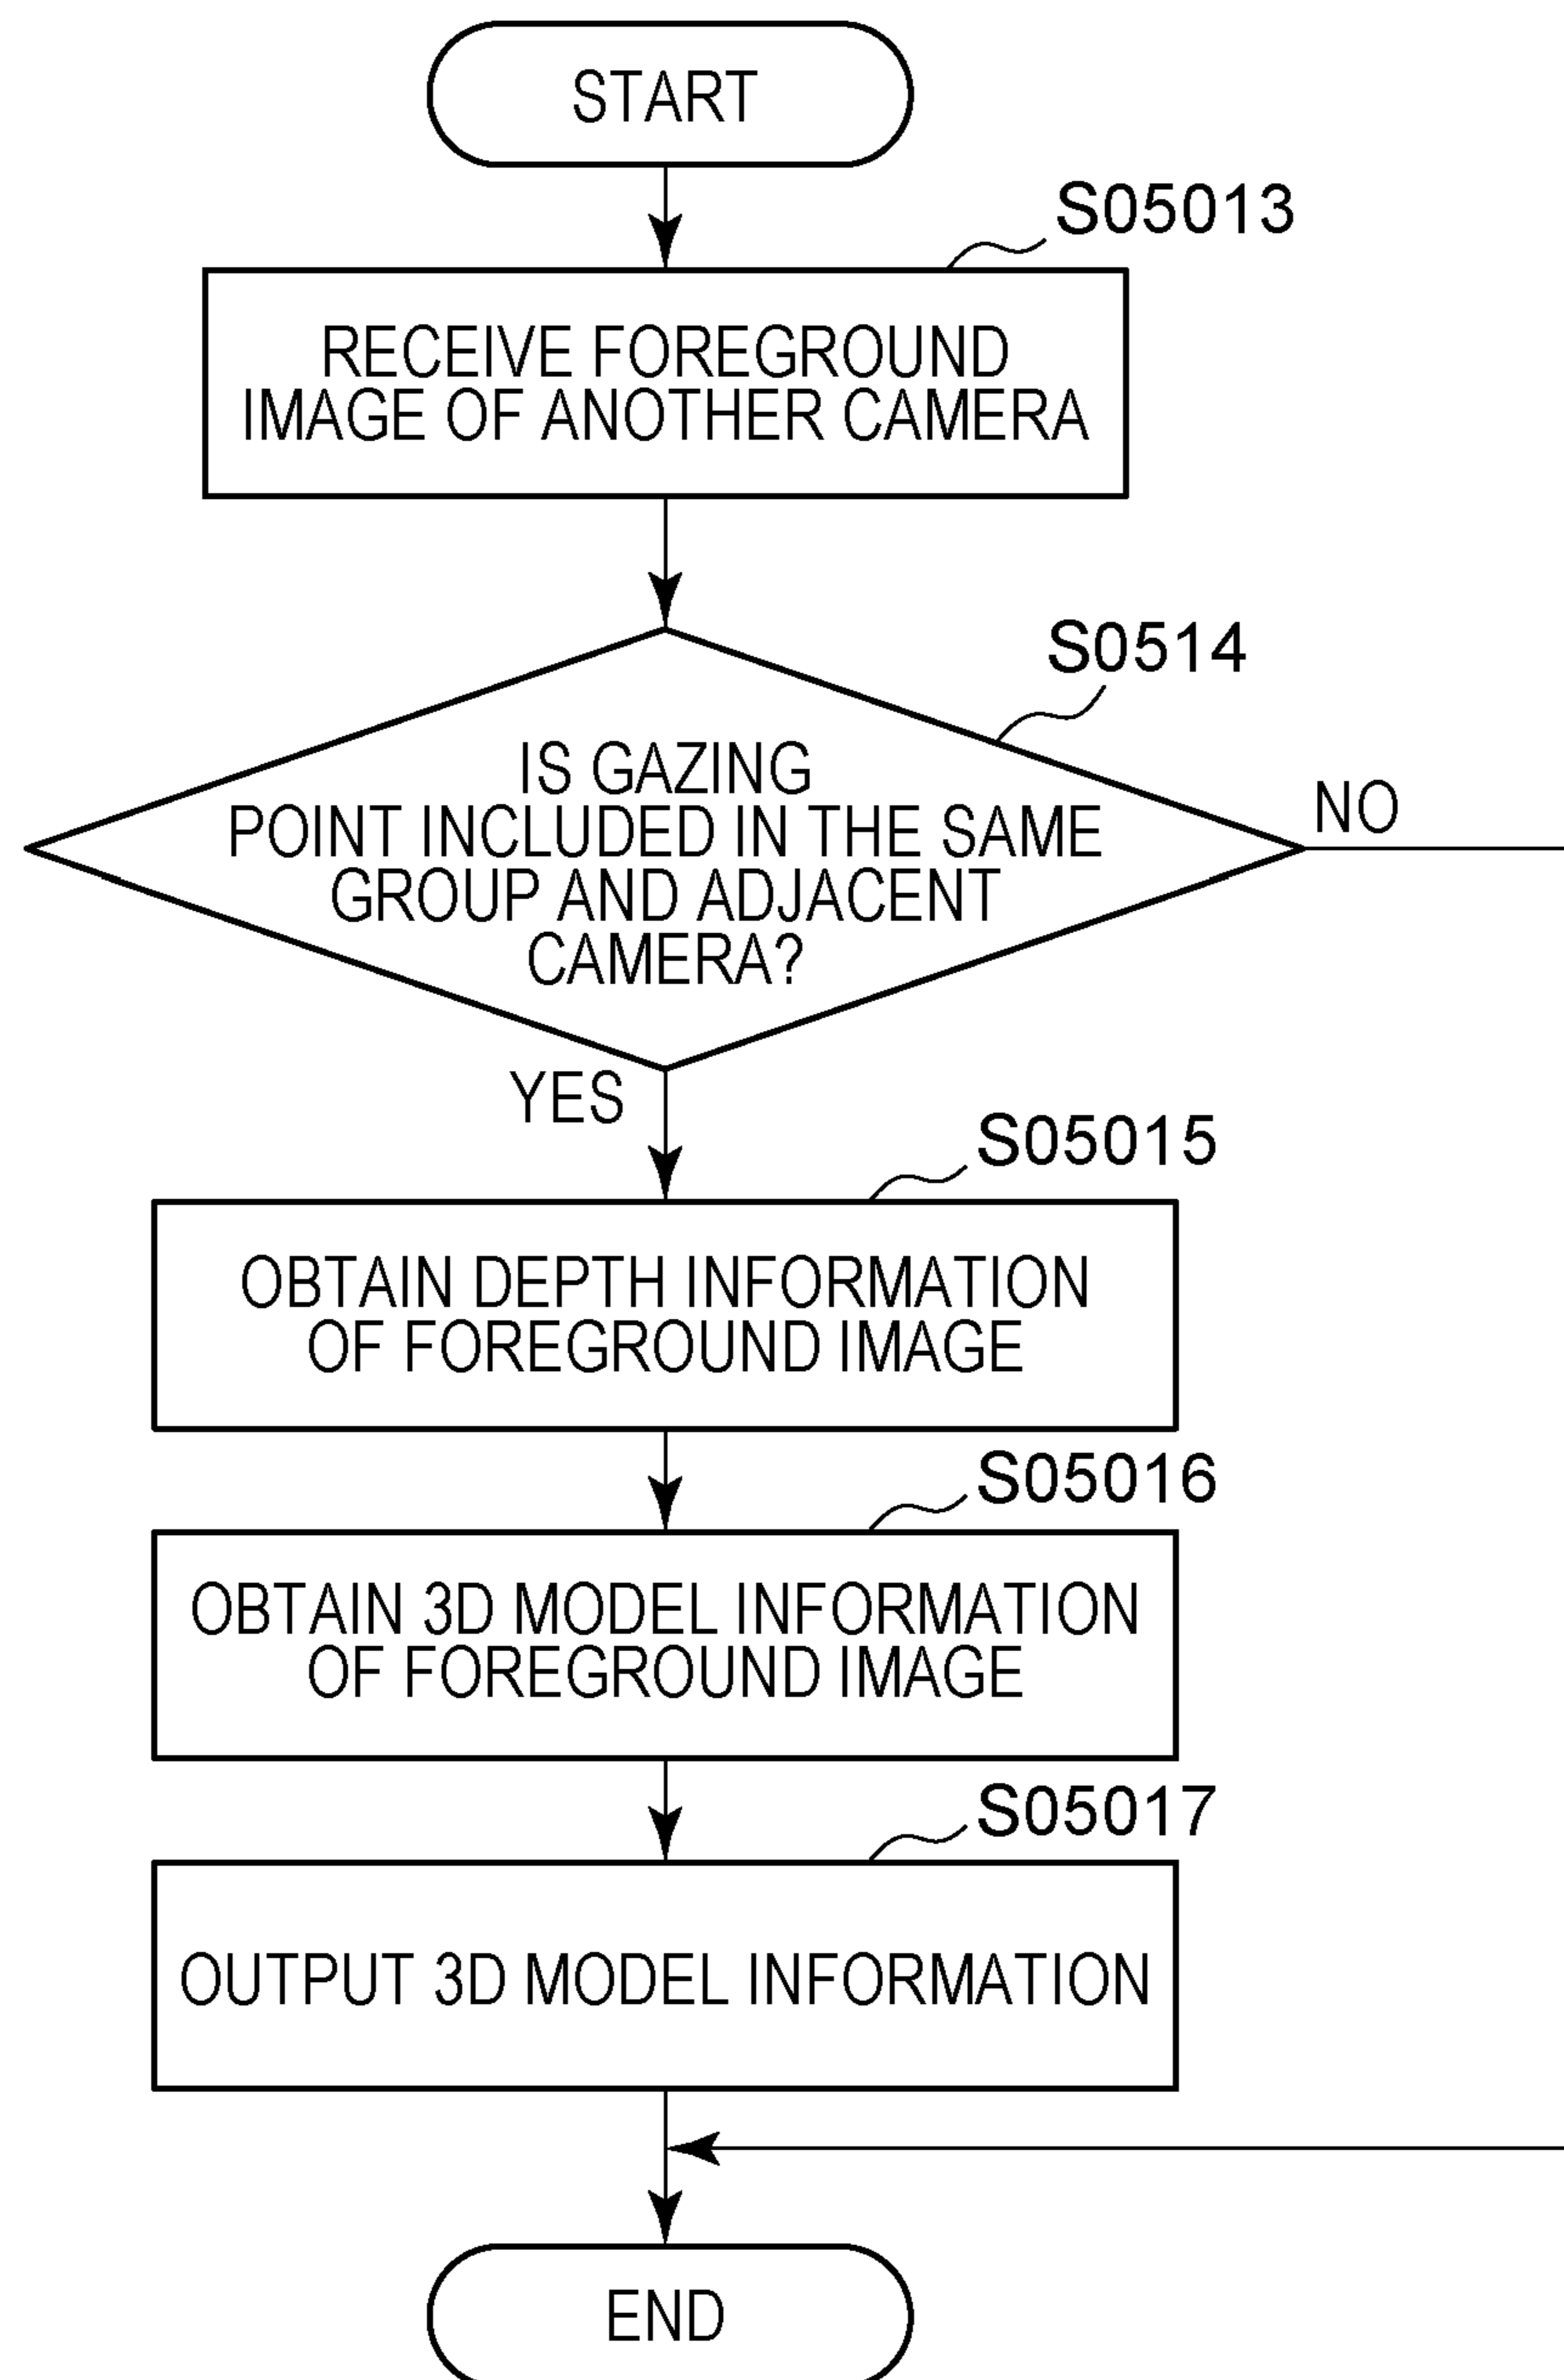 START
S05013
RECEIVE FOREGROUND
IMAGE OF ANOTHER CAMERA
S0514
IS GAZING
POINT INCLUDED IN THE SAME
GROUP AND ADJACENT
CAMERA?
NO
YES
S05015
OBTAIN DEPTH INFORMATION
OF FOREGROUND IMAGE
S05016
OBTAIN 3D MODEL INFORMATION
OF FOREGROUND IMAGE
S05017
OUTPUT 3D MODEL INFORMATION
END